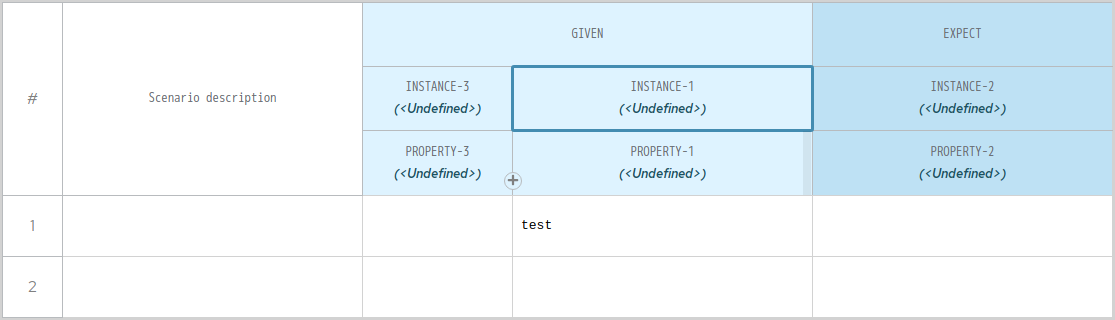 #
Scenario description
GIVEN
EXPECT
INSTANCE-3
(<Undefined>)
INSTANCE-1
(<Undefined>)
INSTANCE-2
(<Undefined>)
PROPERTY-3
(<Undefined>)
PROPERTY-1
(<Undefined>)
PROPERTY-2
(<Undefined>)
1
test
2